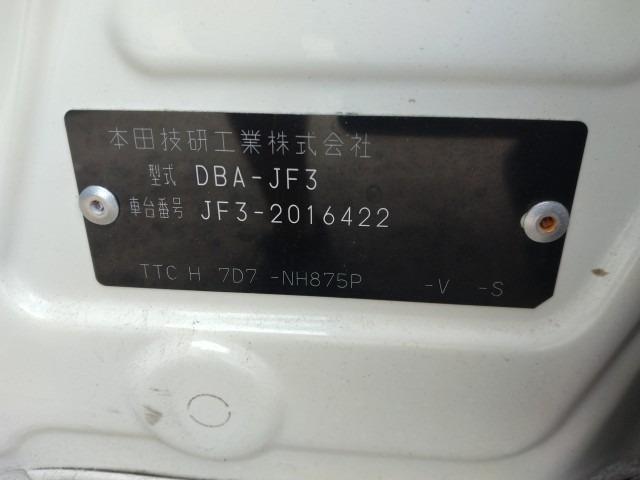 本田技研工業株式会社
型式 DBA-JF3
車台番号 JF3-2016422
TTC H 7D7 -NH875P -V -S